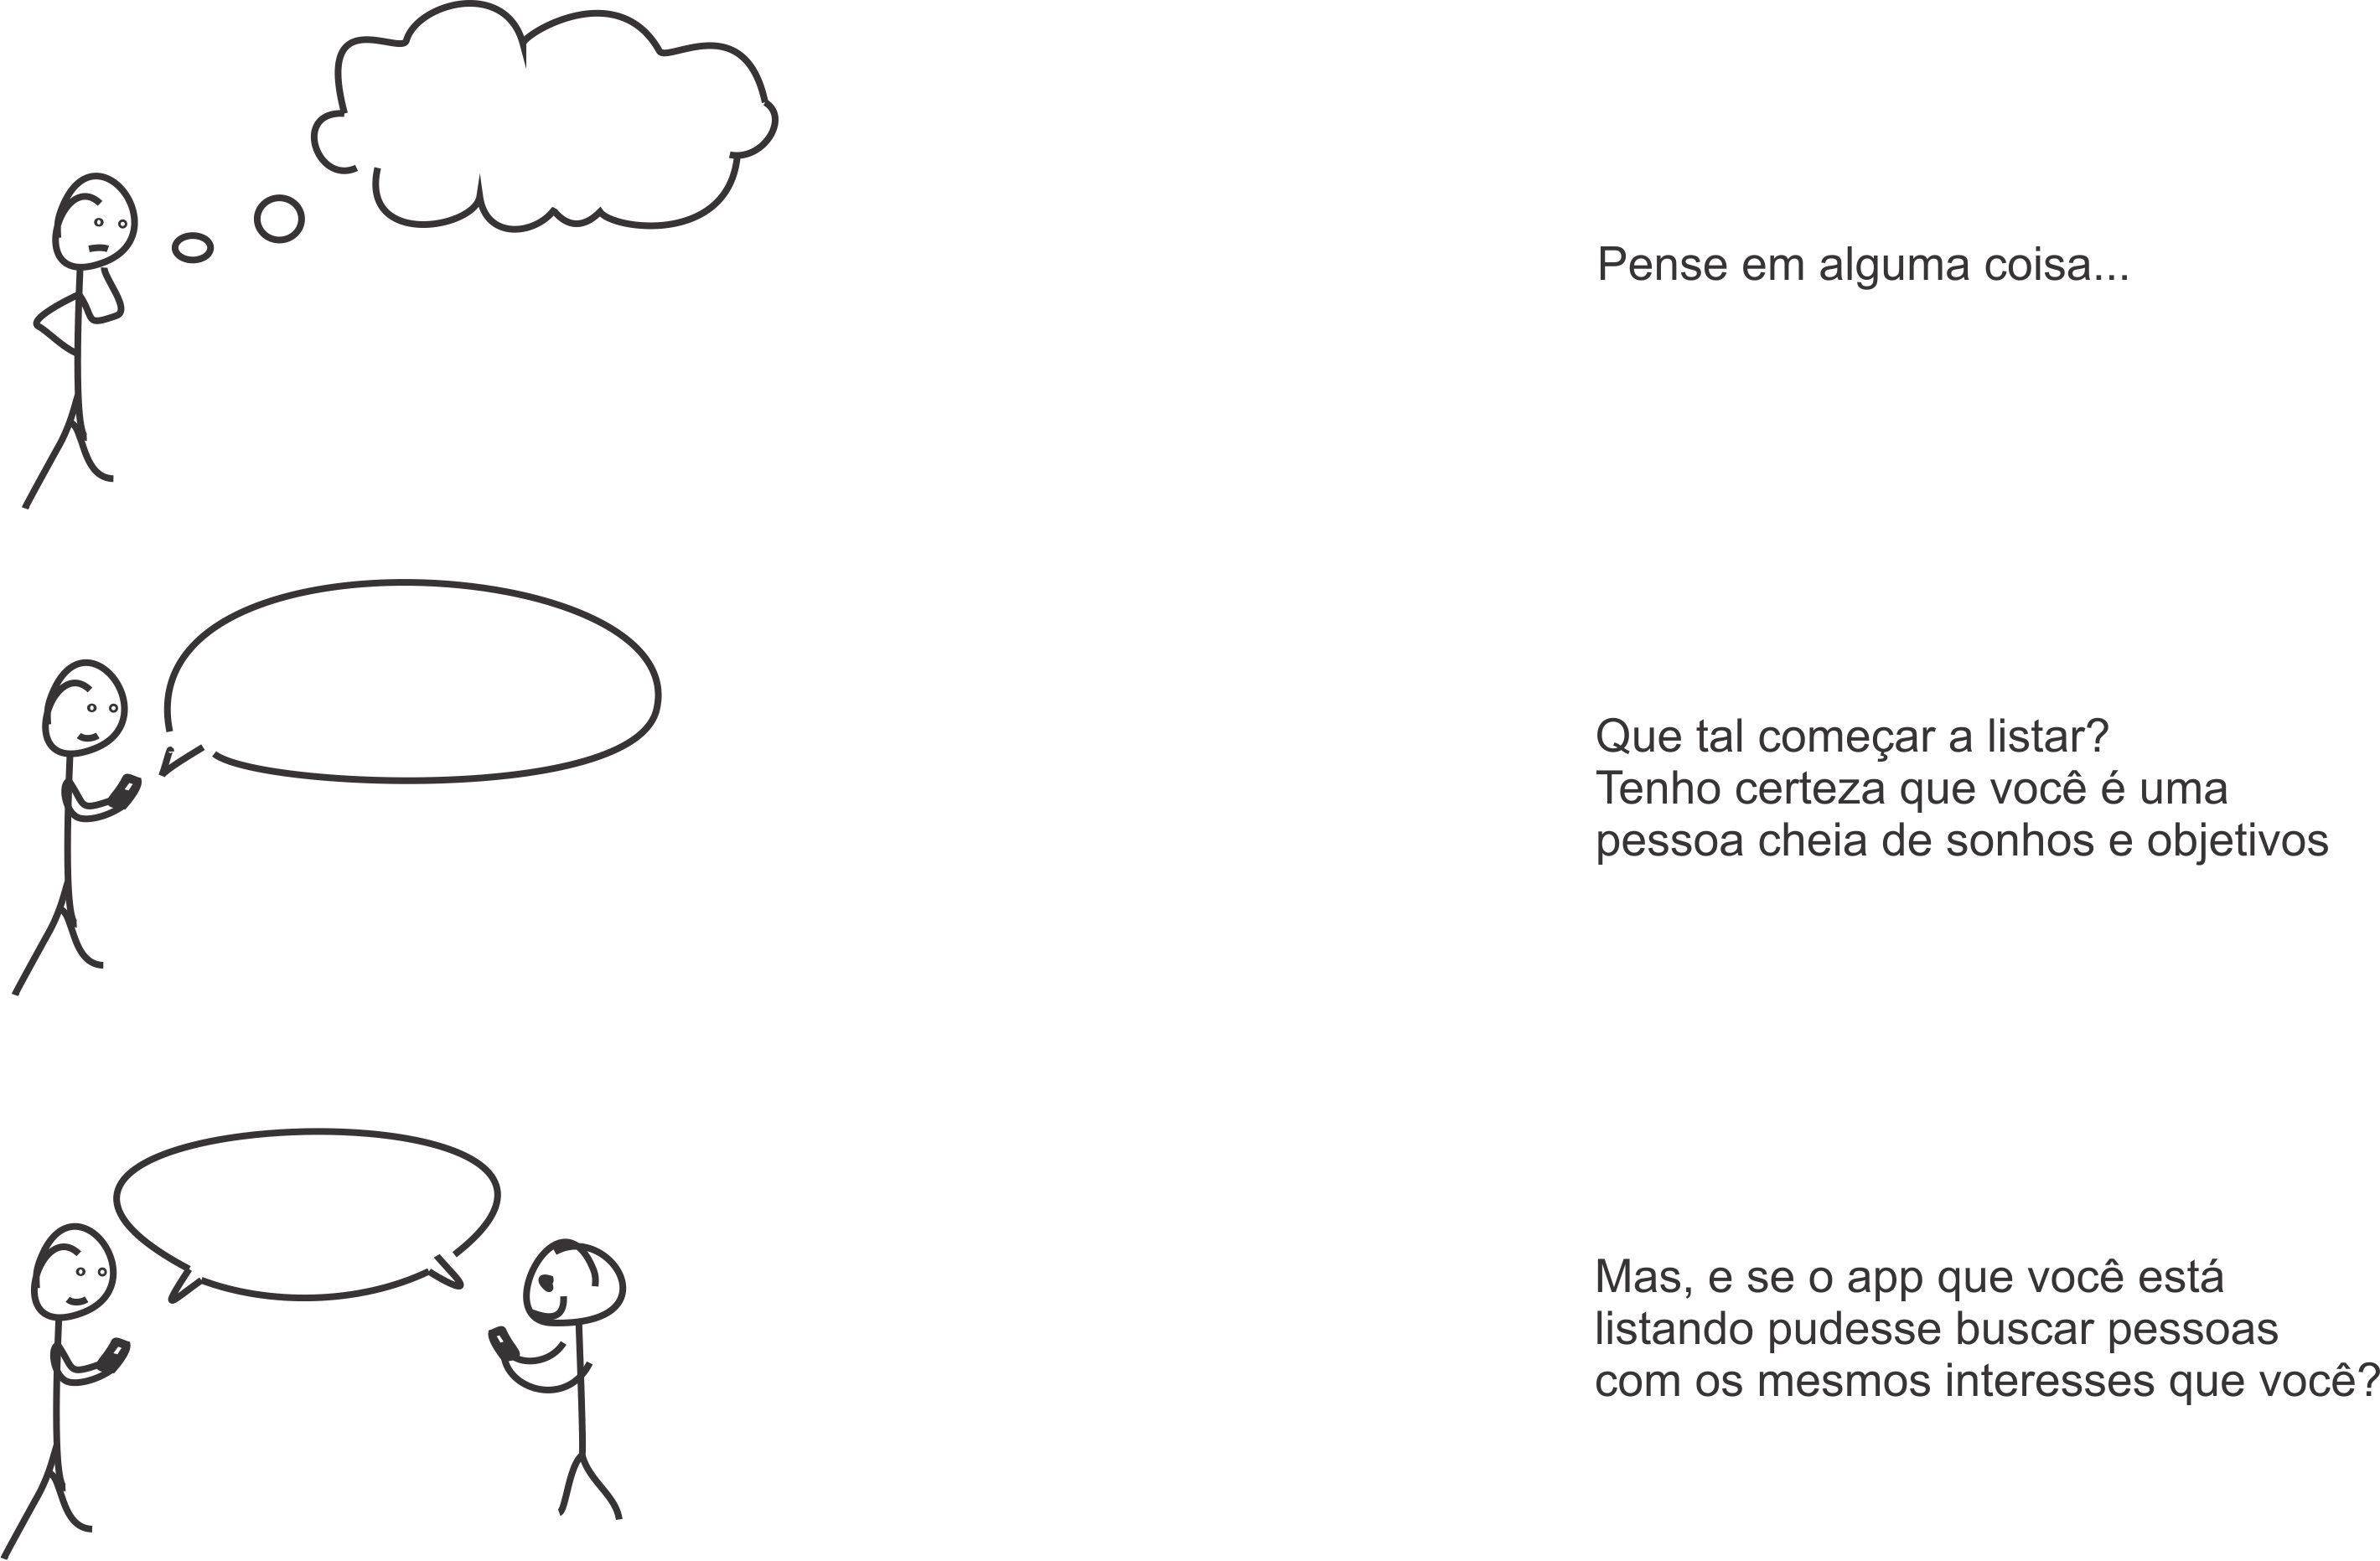 Pense em alguma coisa...
Que tal começar a listar?
Tenho certeza que você é uma
pessoa cheia de sonhos e objetivos
Mas, e se o app que você está
listando pudesse buscar pessoas
com os mesmos interesses que você?